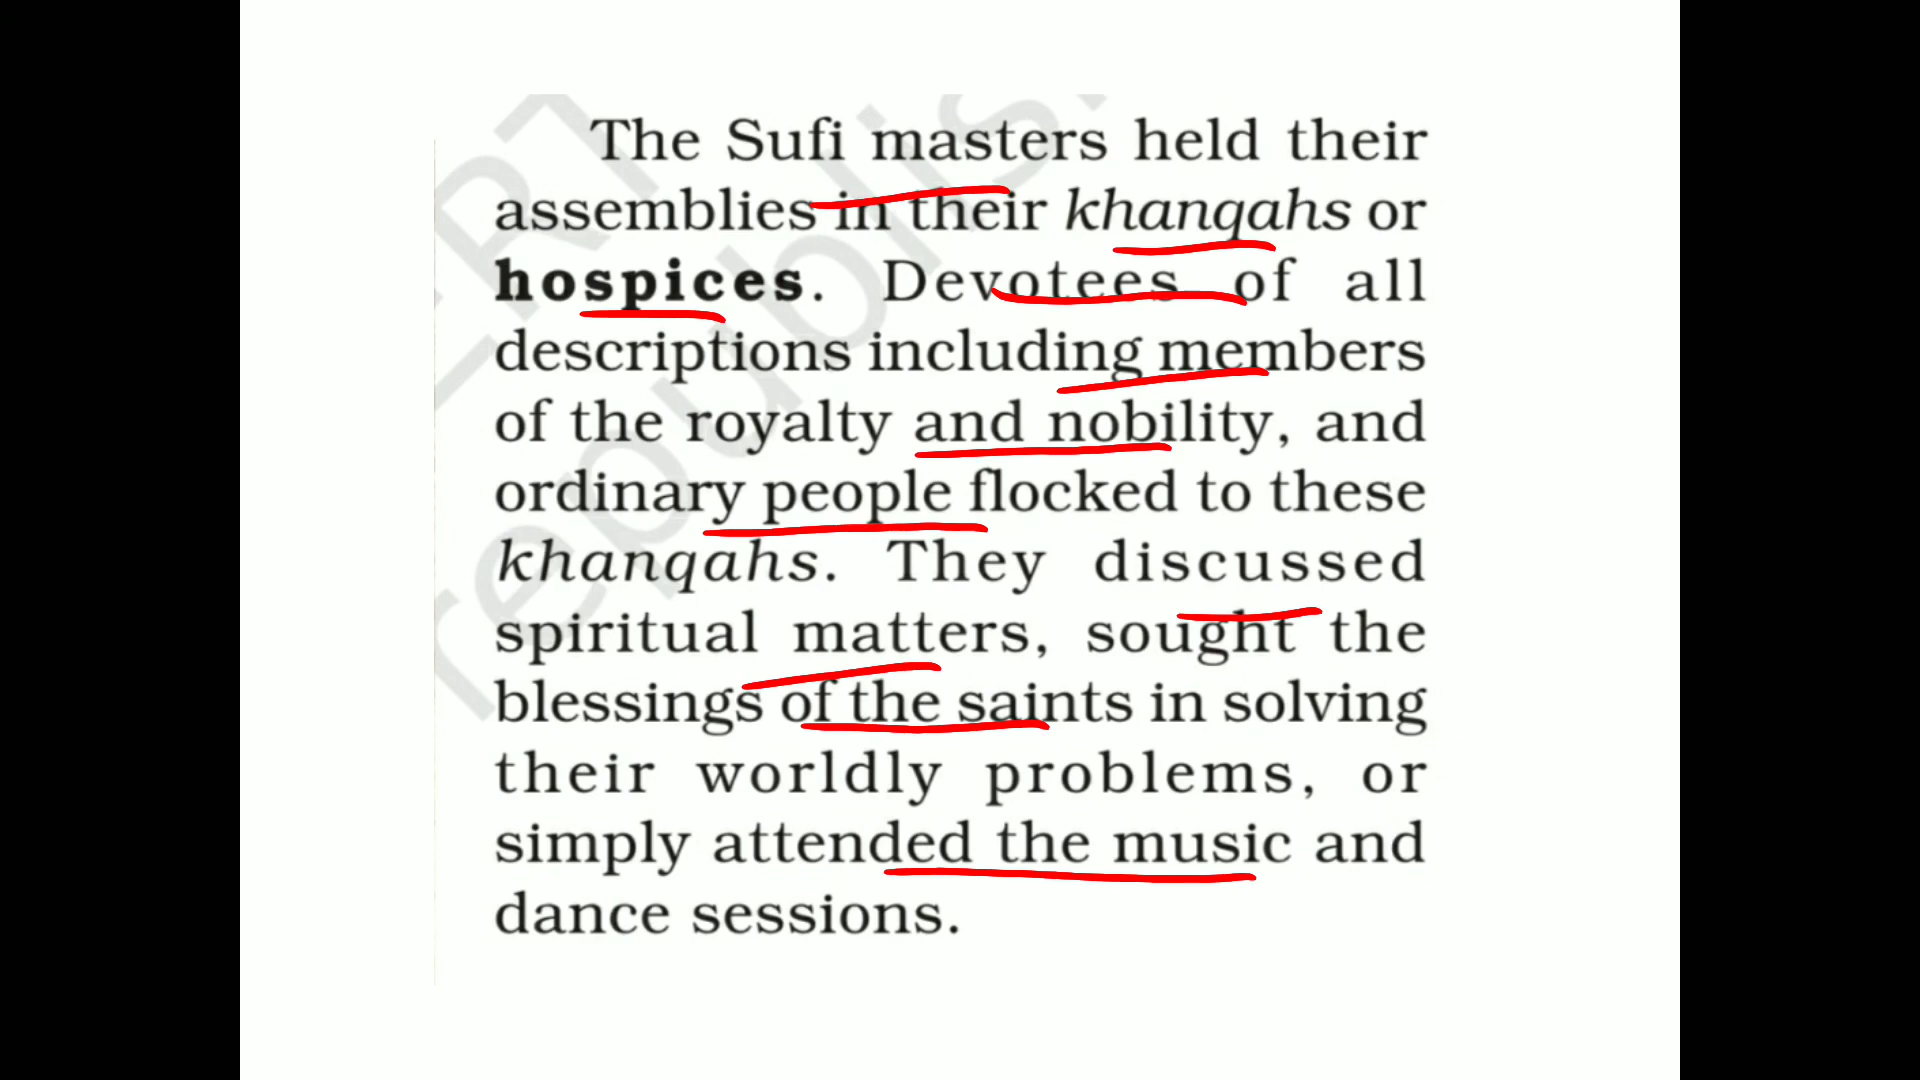 The Sufi masters held their
assemblies in their khanqahs or
hospices. Devotees of all
descriptions including members
of the royalty and nobility, and
ordinary people flocked to these
khanqahs. They discussed
spiritual matters, sought the
blessings of the saints in solving
their worldly problems, or
simply attended the music and
dance sessions.